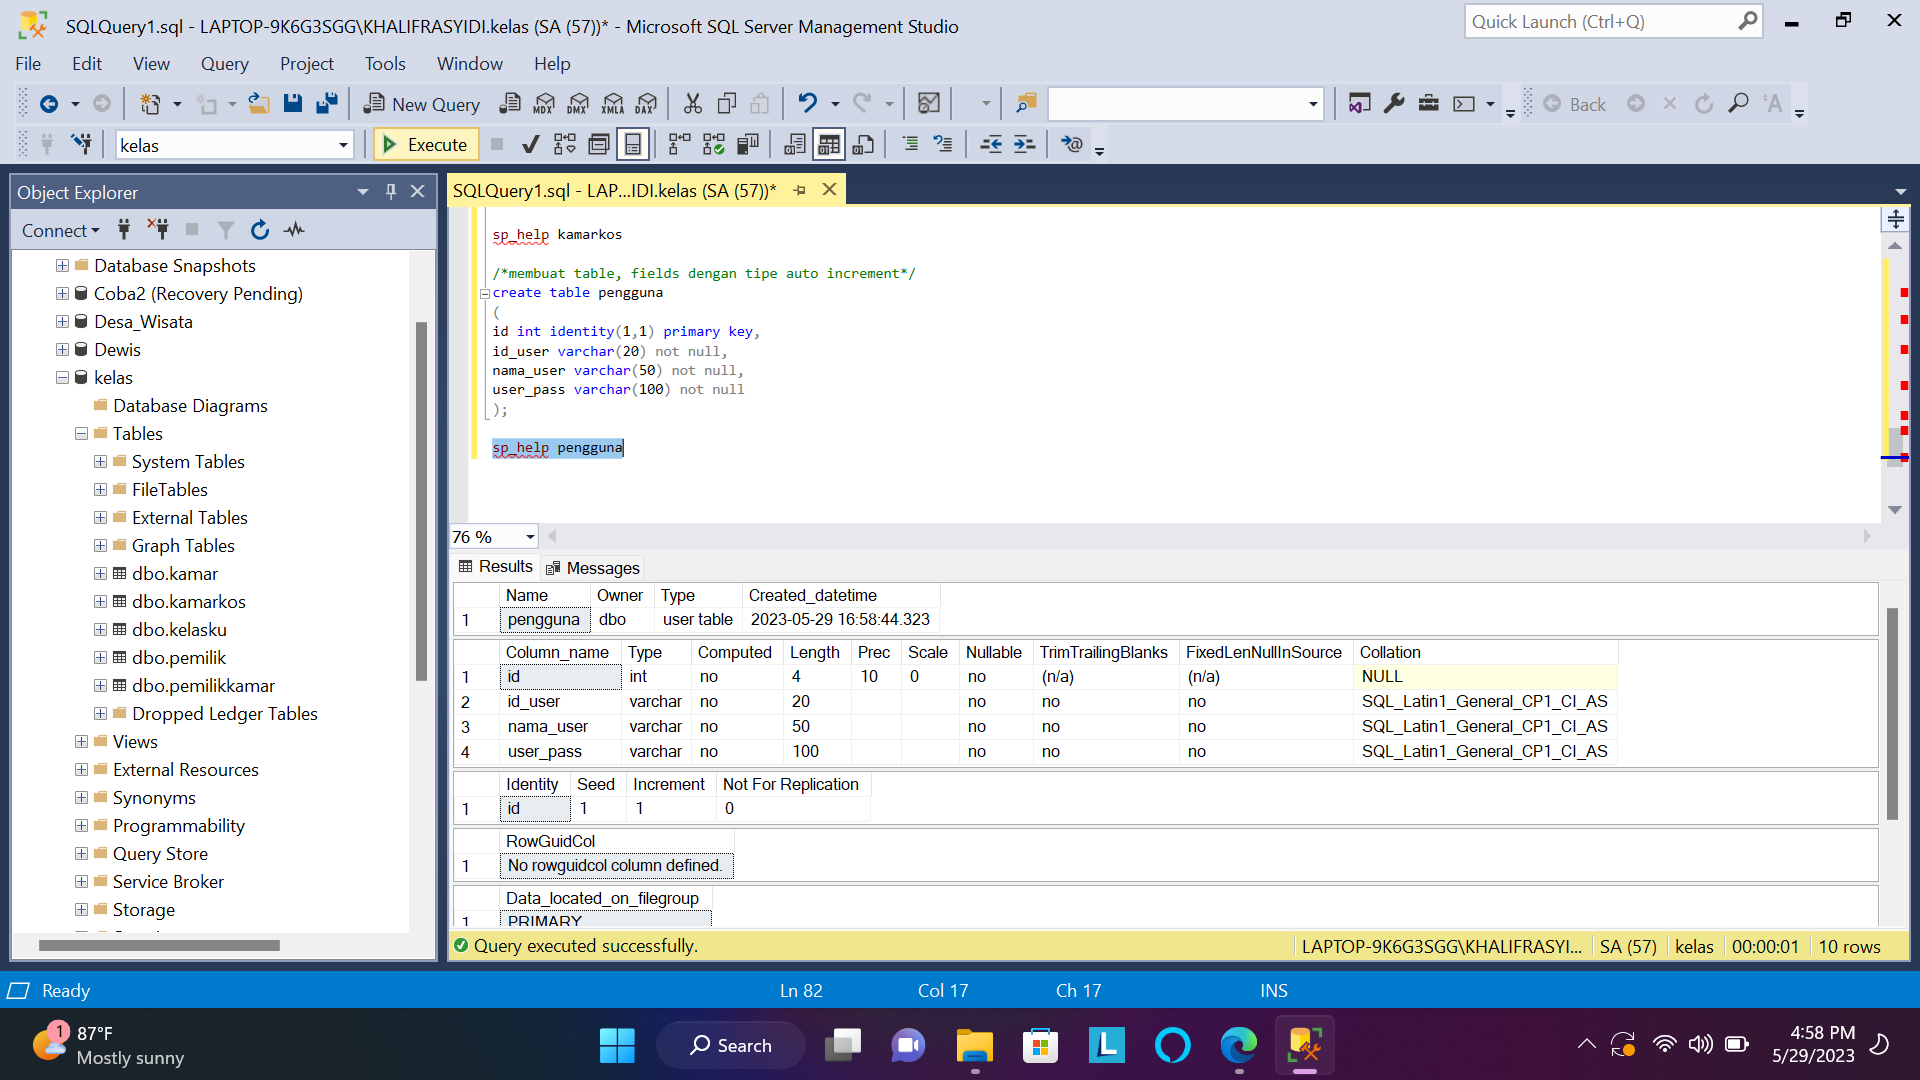 SQLQuery1.sql - LAPTOP-9K6G3SGG\KHALIFRASYIDI.kelas (SA (57))* - Microsoft SQL Server Management Studio
Quick Launch (Ctrl+Q)
File Edit View Query Project Tools Window Help
New Query MDX DMX XMLA DAX Back
kelas Execute
Object Explorer
Connect
Database Snapshots
Coba2 (Recovery Pending)
Desa_Wisata
Dewis
kelas
Database Diagrams
Tables
System Tables
FileTables
External Tables
Graph Tables
dbo.kamar
dbo.kamarkos
dbo.kelasku
dbo.pemilik
dbo.pemilikkamar
Dropped Ledger Tables
Views
External Resources
Synonyms
Programmability
Query Store
Service Broker
Storage
SQLQuery1.sql - LAP...IDI.kelas (SA (57))*
sp_help kamarkos
/*membuat table, fields dengan tipe auto increment*/
create table pengguna
(
id int identity(1,1) primary key,
id_user varchar(20) not null,
nama_user varchar(50) not null,
user_pass varchar(100) not null
);
sp_help pengguna
76 %
Results Messages
Name Owner Type Created_datetime
1 pengguna dbo user table 2023-05-29 16:58:44.323
Column_name Type Computed Length Prec Scale Nullable TrimTrailingBlanks FixedLenNullInSource Collation
1 id int no 4 10 0 no (n/a) (n/a) NULL
2 id_user varchar no 20 no no no SQL_Latin1_General_CP1_CI_AS
3 nama_user varchar no 50 no no no SQL_Latin1_General_CP1_CI_AS
4 user_pass varchar no 100 no no no SQL_Latin1_General_CP1_CI_AS
Identity Seed Increment Not For Replication
1 id 1 1 0
RowGuidCol
1 No rowguidcol column defined.
Data_located_on_filegroup
1 PRIMARY
Query executed successfully. LAPTOP-9K6G3SGG\KHALIFRASYI... SA (57) kelas 00:00:01 10 rows
Ready Ln 82 Col 17 Ch 17 INS
1 87°F
Mostly sunny
Search
L
4:58 PM
5/29/2023